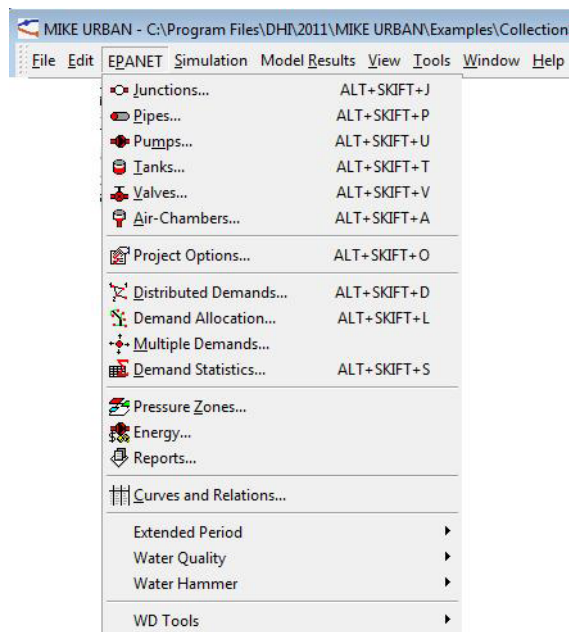 MIKE URBAN - C:\Program Files\DHI\2011\MIKE URBAN\Examples\Collection
File Edit EPANET Simulation Model Results View Tools Window Help
Junctions... ALT+SKIFT+J
Pipes... ALT+SKIFT+P
Pumps... ALT+SKIFT+U
Tanks... ALT+SKIFT+T
Valves... ALT+SKIFT+V
Air-Chambers... ALT+SKIFT+A
Project Options... ALT+SKIFT+O
Distributed Demands... ALT+SKIFT+D
Demand Allocation... ALT+SKIFT+L
Multiple Demands...
Demand Statistics... ALT+SKIFT+S
Pressure Zones...
Energy...
Reports...
Curves and Relations...
Extended Period
Water Quality
Water Hammer
WD Tools